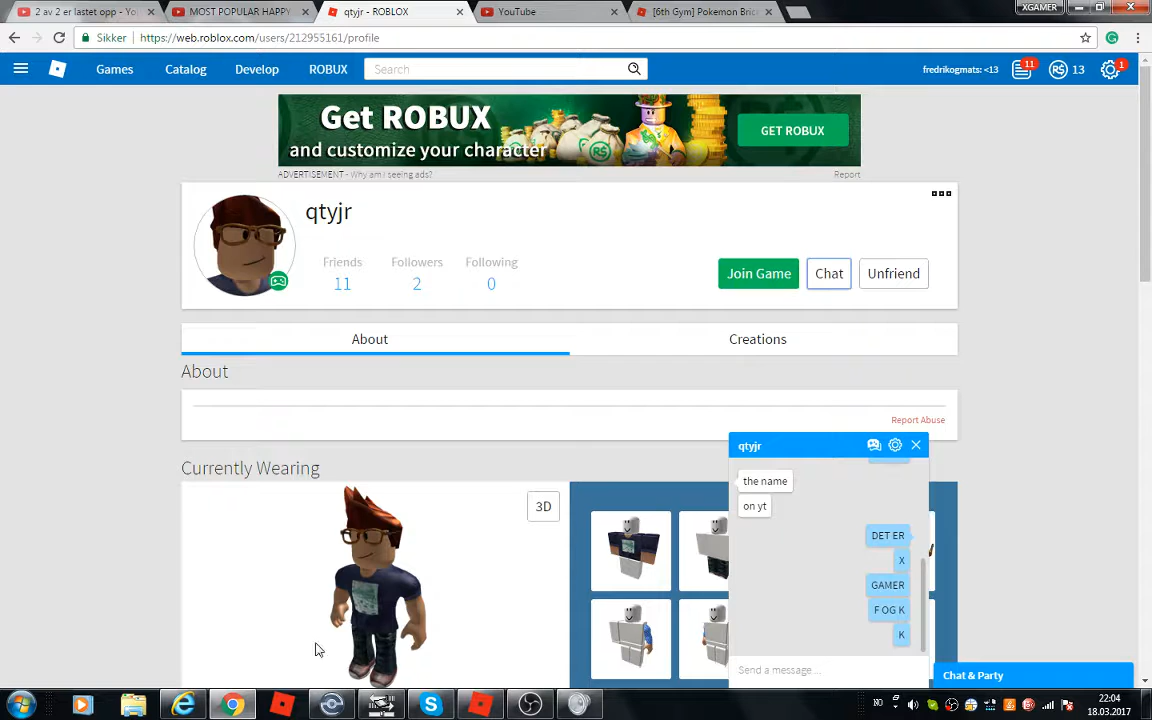 2 av 2 er lastet opp - Yo
MOST POPULAR HAPPY
qtyjr - ROBLOX
YouTube
[6th Gym] Pokemon Bric
XGAMER
Sikker
https://web.roblox.com/users/212955161/profile
Games
Catalog
Develop
ROBUX
Search
fredrikogmats: <13
11
R$
13
1
Get ROBUX
and customize your character
R$
GET ROBUX
ADVERTISEMENT - Why am I seeing ads?
Report
qtyjr
Friends
11
Followers
2
Following
0
Join Game
Chat
Unfriend
About
Creations
About
Report Abuse
Currently Wearing
3D
qtyjr
the name
on yt
DET ER
X
GAMER
F OG K
K
Send a message ...
Chat & Party
NO
22:04
18.03.2017